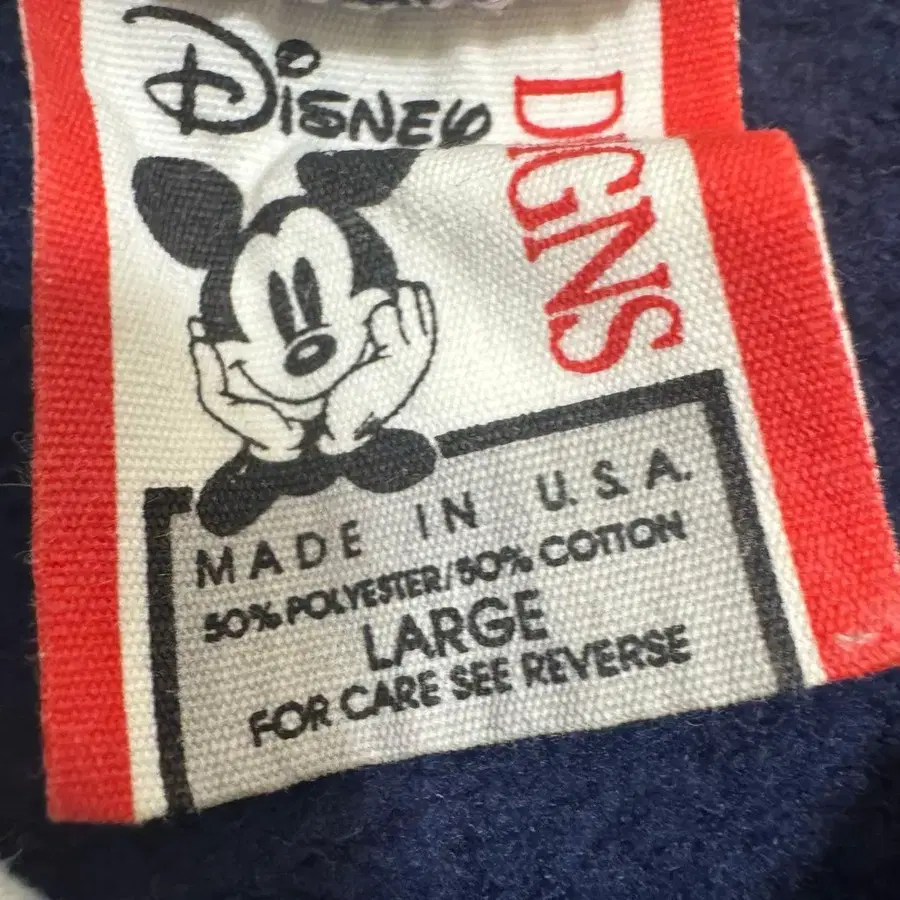 DISNEY
DIGNS
MADE IN U.S.A.
50% POLYESTER/50% COTTON
LARGE
FOR CARE SEE REVERSE